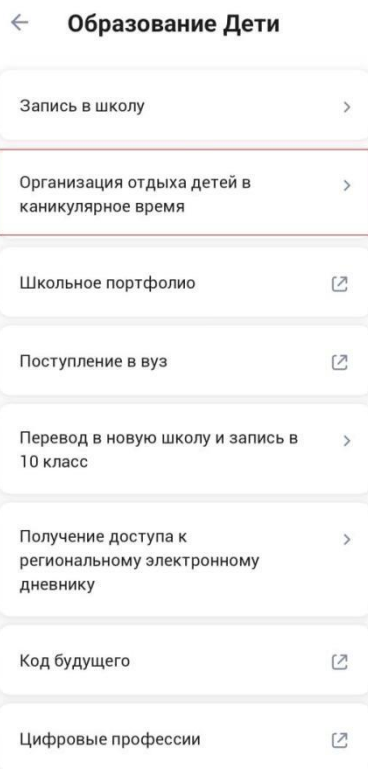 Образование Дети
Запись в школу
Организация отдыха детей в
каникулярное время
Школьное портфолио
Поступление в вуз
Перевод в новую школу и запись в
10 класс
Получение доступа к
региональному электронному
дневнику
Код будущего
Цифровые профессии